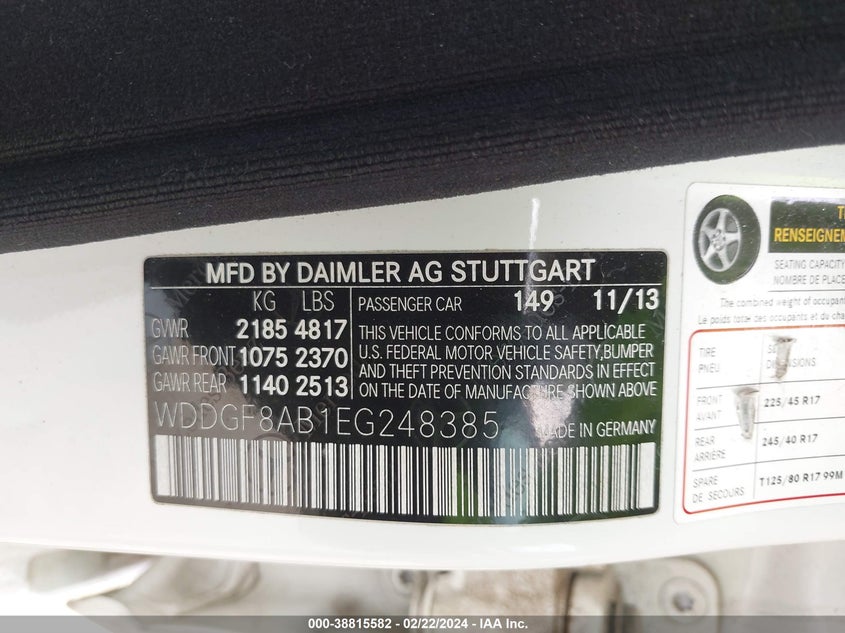 MFD BY DAIMLER AG STUTTGART
KG LBS
GVWR 2185 4817
GAWR FRONT 1075 2370
GAWR REAR 1140 2513
PASSENGER CAR 149 11/13
THIS VEHICLE CONFORMS TO ALL APPLICABLE
U.S. FEDERAL MOTOR VEHICLE SAFETY,BUMPER
AND THEFT PREVENTION STANDARDS IN EFFECT
ON THE DATE OF MANUFACTURE SHOWN ABOVE
WDDGF8AB1EG248385 MADE IN GERMANY
RENSEIGNEM
SEATING CAPACITY
NOMBRE DE PLACE
The combined weight of occupan
Le poids total des occupants et du char
TIRE
PNEU
FRONT
AVANT
225/45 R17
REAR
ARRIÈRE
245/40 R17
SPARE
DE SECOURS
T125/80 R17 99M
000-38815582 - 02/22/2024 - IAA Inc.